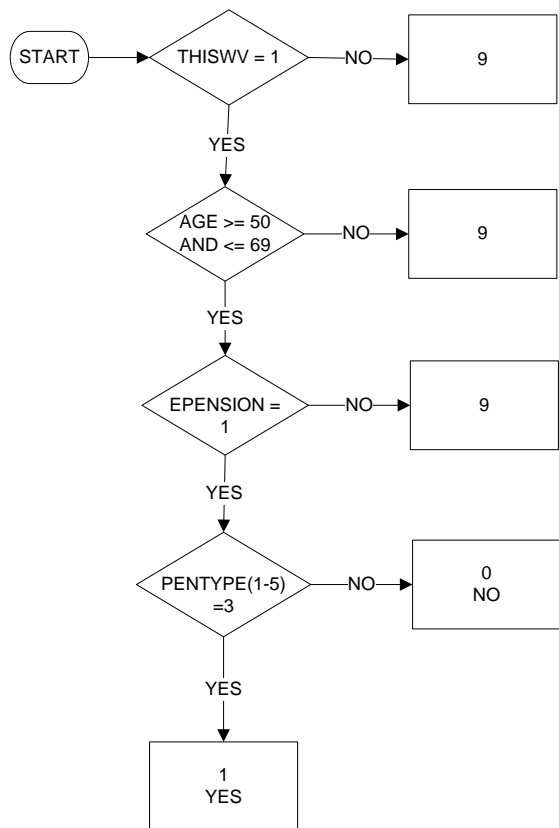 START
THISWV = 1
NO
9
YES
AGE >= 50
AND <= 69
NO
9
YES
EPENSION =
1
NO
9
YES
PENTYPE(1-5)
=3
NO
0
NO
YES
1
YES